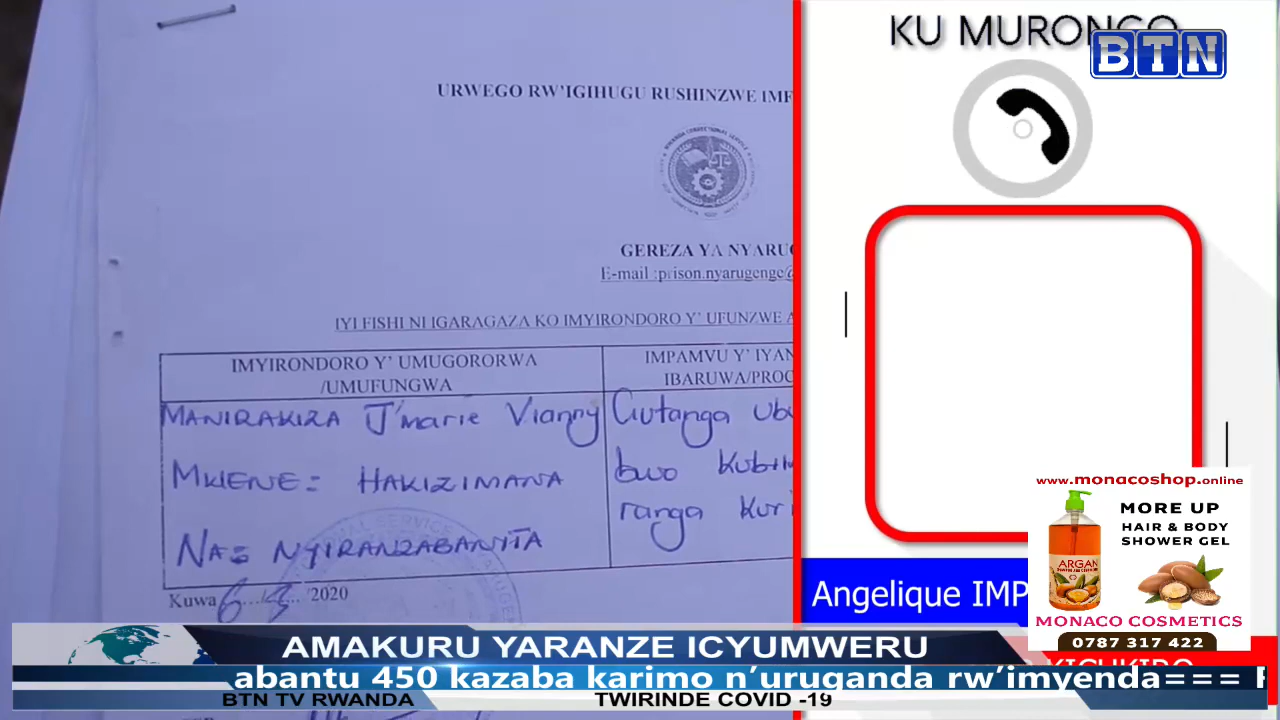 URWEGO RW'IGIHUGU RUSHINZWE IMF
GEREZA YA NYARUG
E-mail :prison.nyarugenge@
IYI FISHI NI IGARAGAZA KO IMYIRONDORO Y' UFUNZWE A
IMYIRONDORO Y' UMUGORORWA
/UMUFUNGWA
IMPAMVU Y' IYAN
IBARUWA/PROC
MANIRAKIZA J'marie Vianny
MWENE: HAKIZIMANA
NA: NYIRANZABANITA
Gutanga ubu
bwo
ranga kuri
Kuwa 2020
KU MURONGO
BTN
Angelique IMP
www.monacoshop.online
MORE UP
HAIR & BODY
SHOWER GEL
ARGAN
MONACO COSMETICS
0787 317 422
KICUKIRO
AMAKURU YARANZE ICYUMWERU
abantu 450 kazaba karimo n'uruganda rw'imyenda===
BTN TV RWANDA
TWIRINDE COVID -19